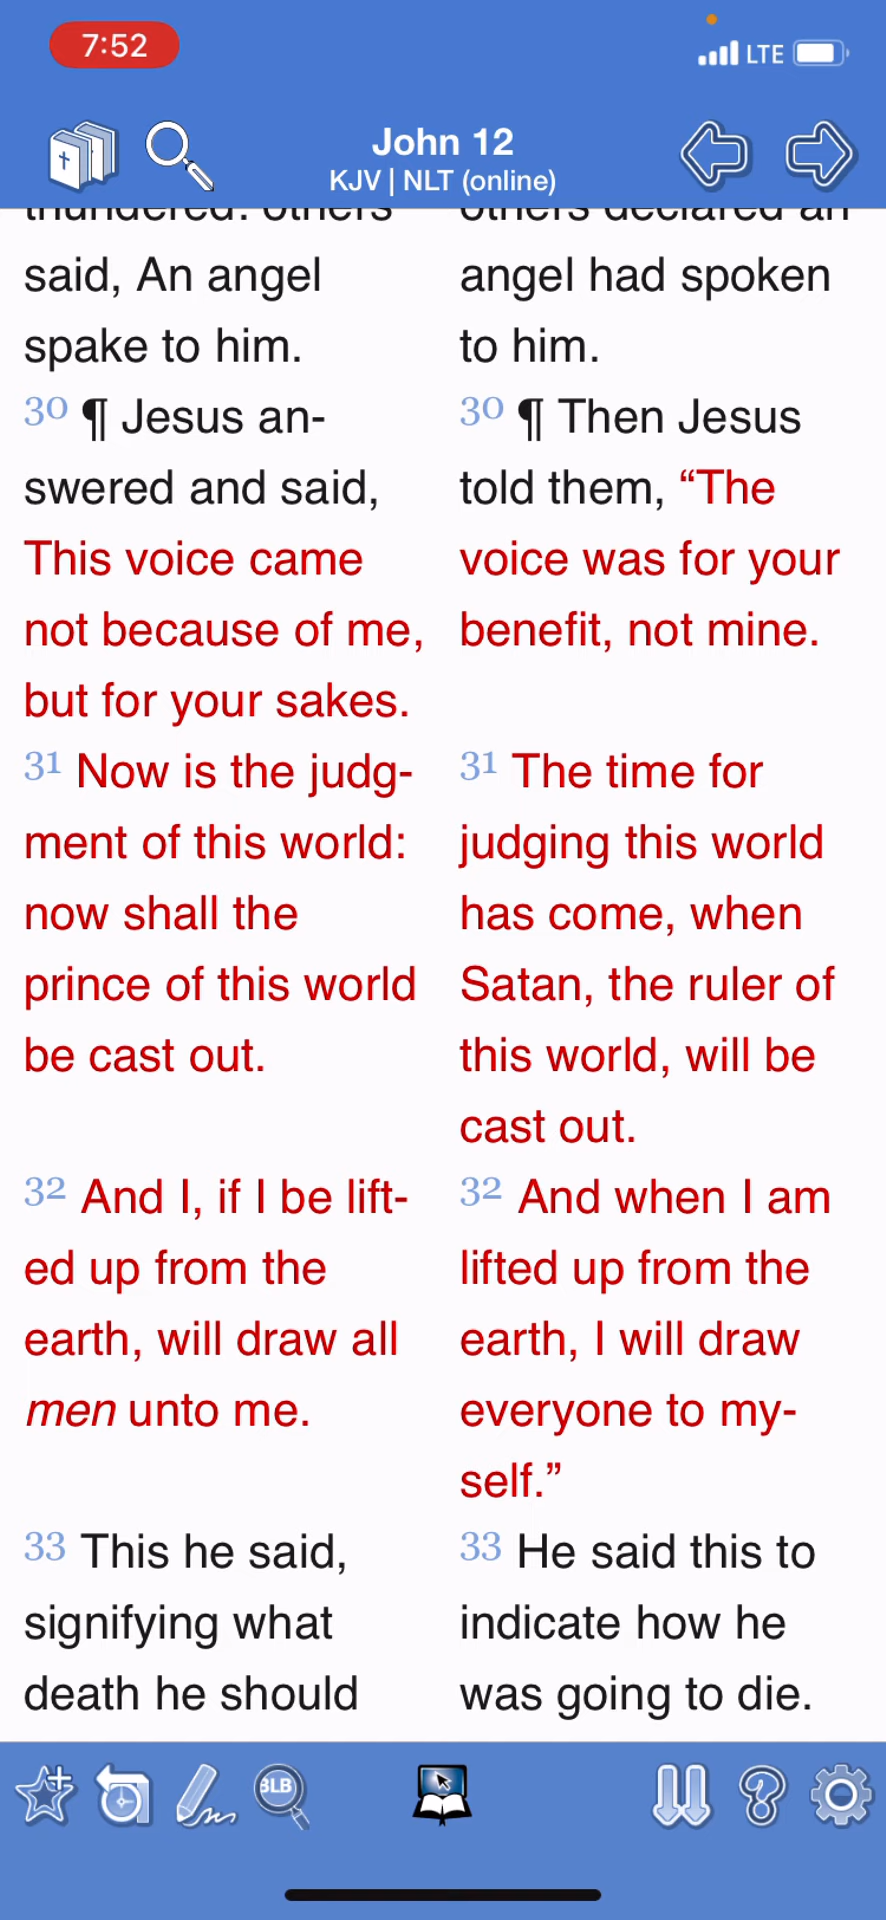 7:52
LTE
John 12
KJV | NLT (online)
thundered: others
said, An angel
spake to him.
30 ¶ Jesus an-
swered and said,
This voice came
not because of me,
but for your sakes.
31 Now is the judg-
ment of this world:
now shall the
prince of this world
be cast out.
32 And I, if I be lift-
ed up from the
earth, will draw all
men unto me.
33 This he said,
signifying what
death he should
others declared an
angel had spoken
to him.
30 ¶ Then Jesus
told them, “The
voice was for your
benefit, not mine.
31 The time for
judging this world
has come, when
Satan, the ruler of
this world, will be
cast out.
32 And when I am
lifted up from the
earth, I will draw
everyone to my-
self.”
33 He said this to
indicate how he
was going to die.
BLB